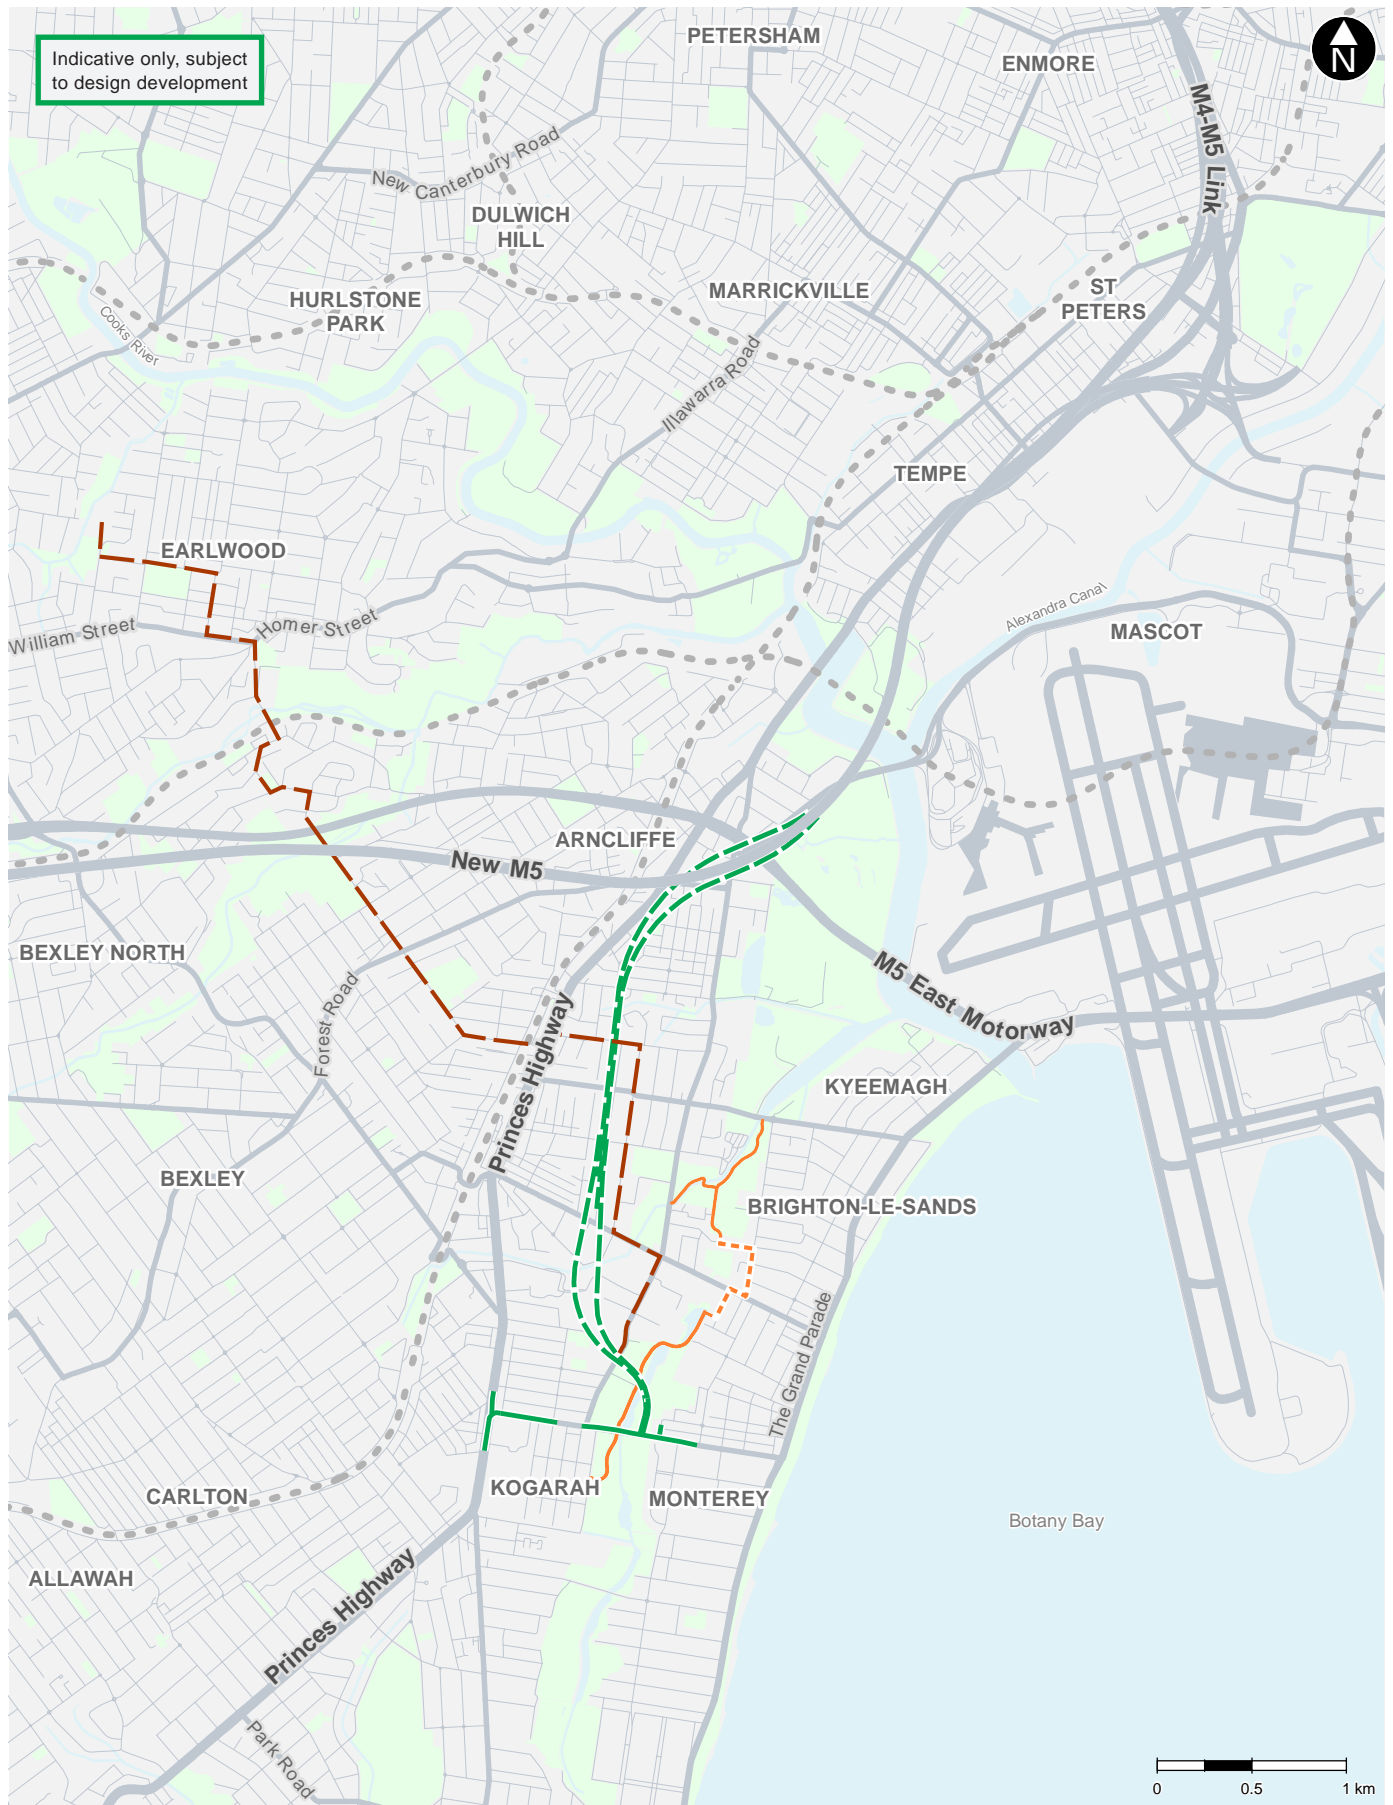 PETERSHAM
ENMORE
N
Indicative only, subject
to design development
M4-M5 Link
New Canterbury Road
DULWICH
HILL
HURLSTONE
PARK
MARRICKVILLE
ST
PETERS
Cooks River
Illawarra Road
TEMPE
EARLWOOD
Alexandra Canal
William Street
Homer Street
MASCOT
ARNCLIFFE
New M5
BEXLEY NORTH
M5 East Motorway
Forest Road
Princes Highway
KYEEMAGH
BEXLEY
BRIGHTON-LE-SANDS
The Grand Parade
CARLTON
KOGARAH
MONTEREY
Botany Bay
ALLAWAH
Princes Highway
Park Road
0 0.5 1 km